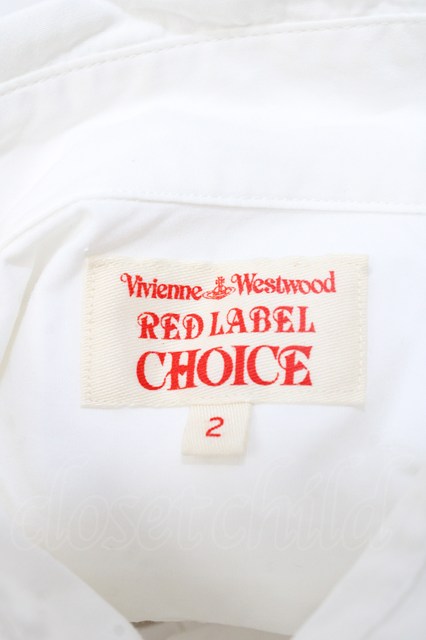 Vivienne Westwood
RED LABEL
CHOICE
2
closetchild